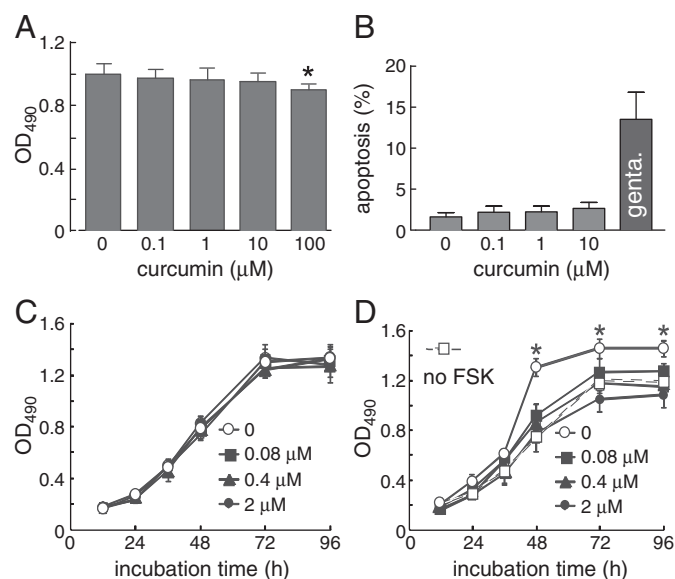 A
1.2
0.8
0.4
0
OD490
*
0 0.1 1 10 100
curcumin (μM)
B
20
15
10
5
0
apoptosis (%)
genta.
0 0.1 1 10
curcumin (μM)
C
1.6
1.2
0.8
0.4
0
OD490
0
0.08 μM
0.4 μM
2 μM
0 24 48 72 96
incubation time (h)
D
1.6
1.2
0.8
0.4
0
OD490
no FSK
* * *
0
0.08 μM
0.4 μM
2 μM
0 24 48 72 96
incubation time (h)